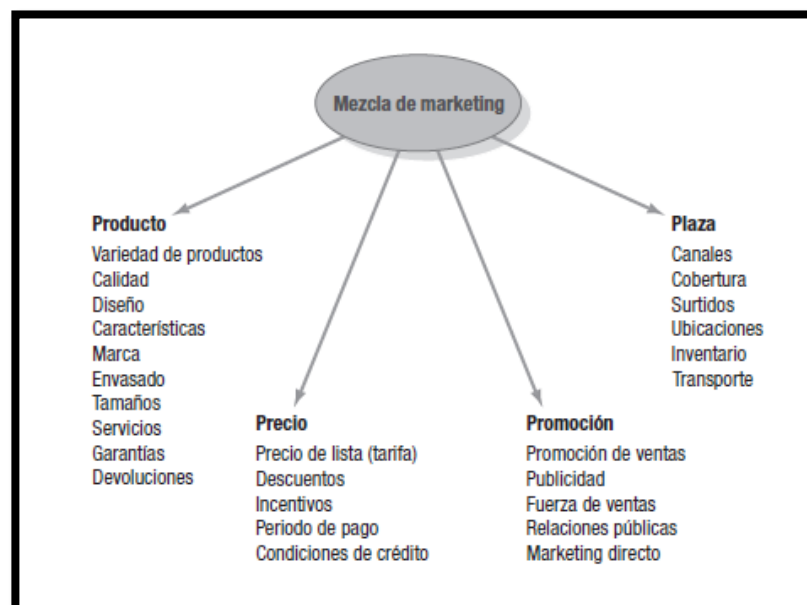 Mezcla de marketing
Producto
Variedad de productos
Calidad
Diseño
Características
Marca
Envasado
Tamaños
Servicios
Garantías
Devoluciones
Precio
Precio de lista (tarifa)
Descuentos
Incentivos
Periodo de pago
Condiciones de crédito
Promoción
Promoción de ventas
Publicidad
Fuerza de ventas
Relaciones públicas
Marketing directo
Plaza
Canales
Cobertura
Surtidos
Ubicaciones
Inventario
Transporte